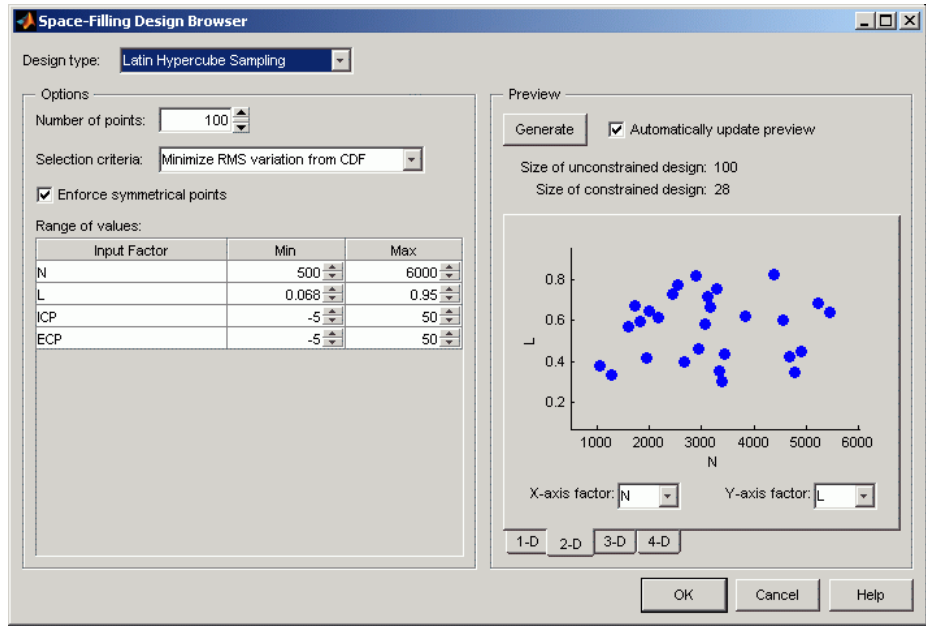 Space-Filling Design Browser
Design type: Latin Hypercube Sampling
Options
Number of points: 100
Selection criteria: Minimize RMS variation from CDF
Enforce symmetrical points
Range of values:
Input Factor Min Max
N 500 6000
L 0.068 0.95
ICP -5 50
ECP -5 50
Preview
Generate Automatically update preview
Size of unconstrained design: 100
Size of constrained design: 28
0.8
0.6
L
0.4
0.2
1000 2000 3000 4000 5000 6000
N
X-axis factor: N Y-axis factor: L
1-D 2-D 3-D 4-D
OK Cancel Help